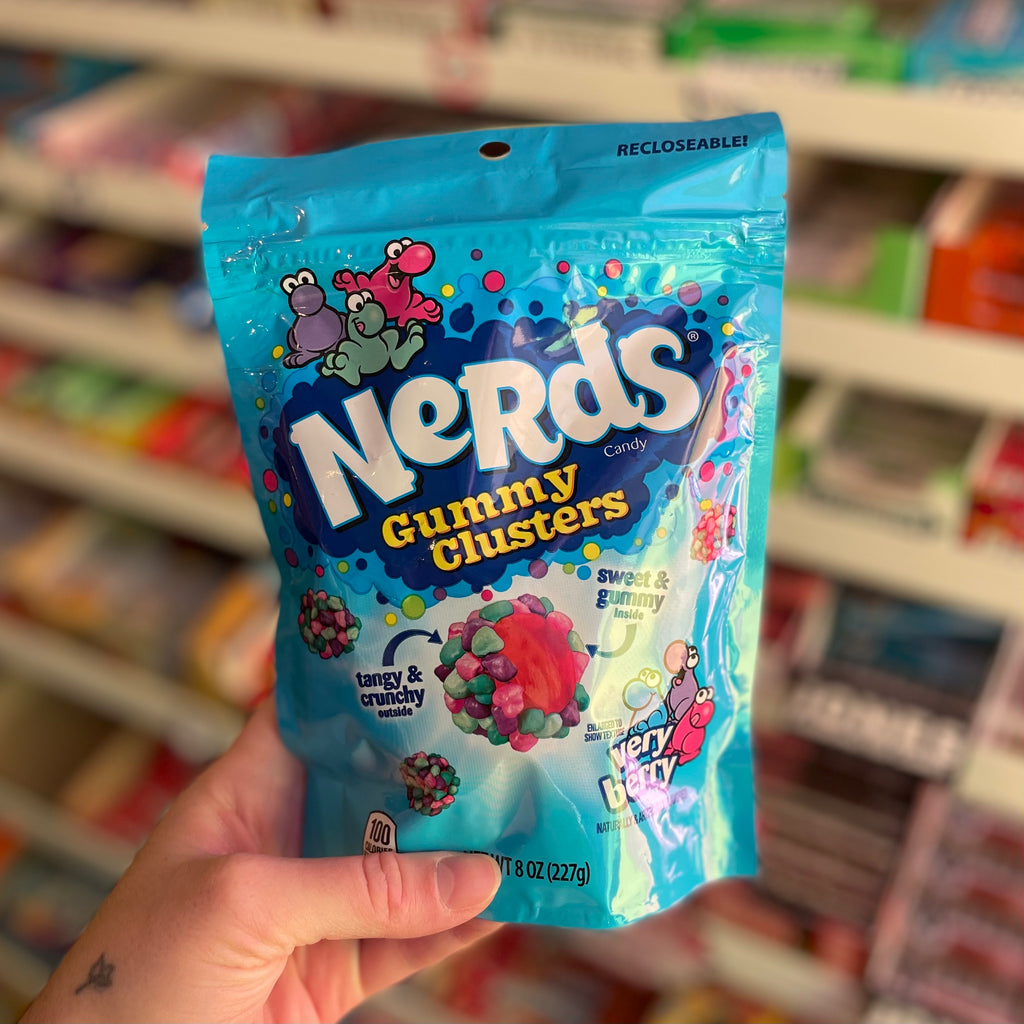 RECLOSEABLE!
NeRdS®
Candy
Gummy
Clusters
sweet &
gummy
inside
tangy &
crunchy
outside
ENLARGED TO
SHOW TEXTURE
very
berry
NATURALLY &
100
CALORIES
WT 8 OZ (227g)